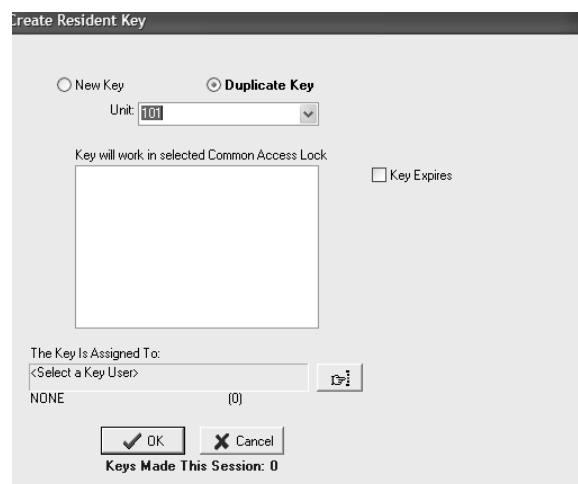 Create Resident Key
New Key Duplicate Key
Unit: 101
Key will work in selected Common Access Lock
Key Expires
The Key Is Assigned To:
<Select a Key User>
NONE (0)
OK Cancel
Keys Made This Session: 0